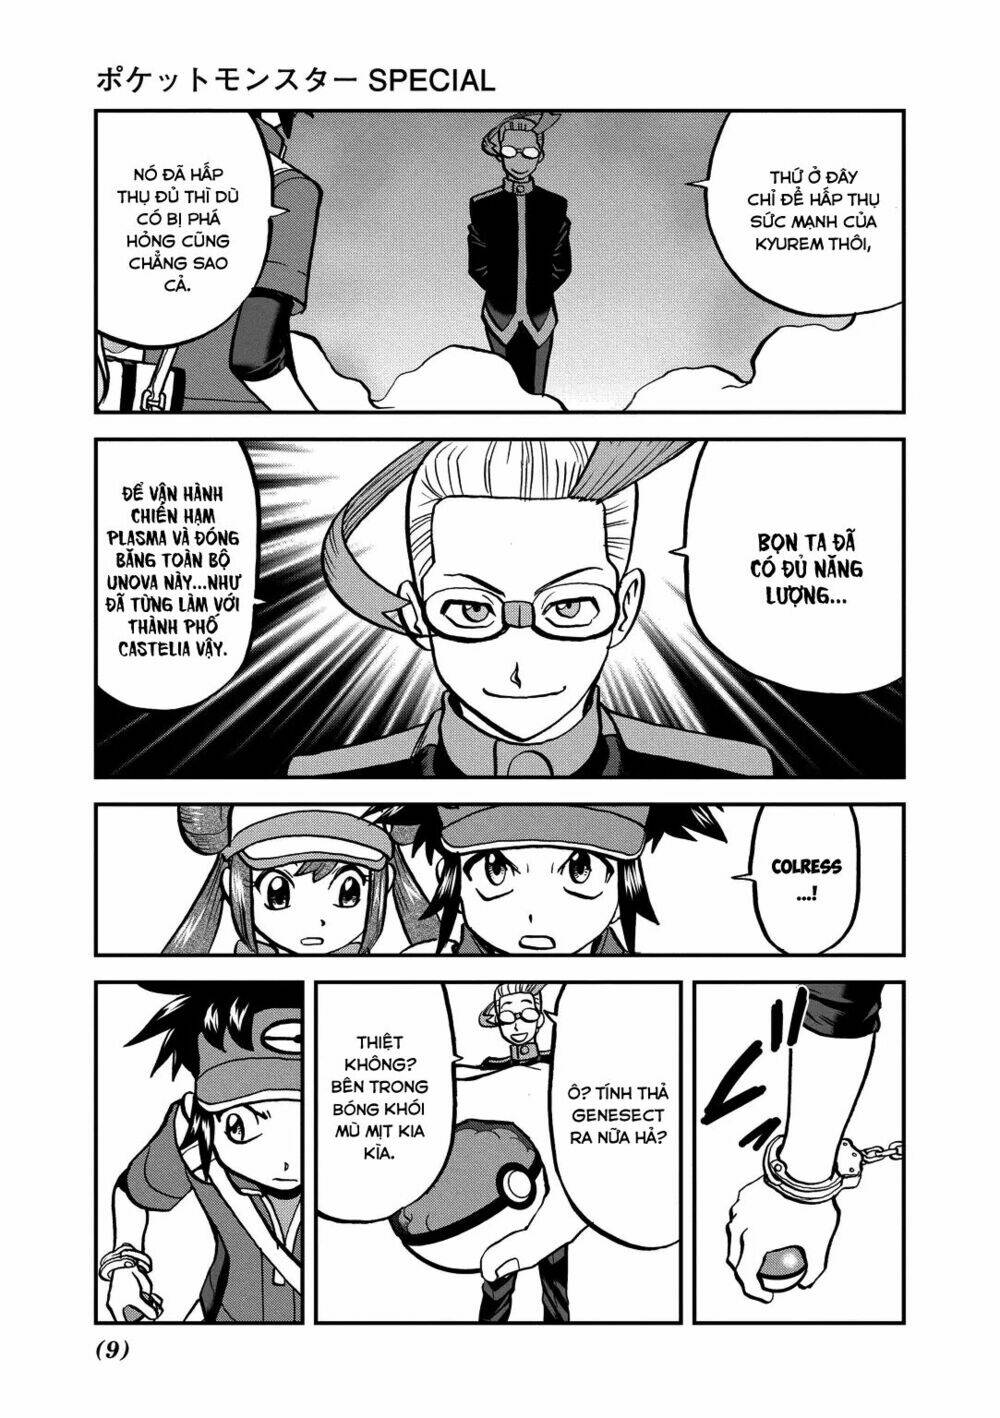 ポケットモンスター SPECIAL
THỨ Ở ĐÂY
CHỈ ĐỂ HẤP THỤ
SỨC MẠNH CỦA
KYUREM THÔI,
NÓ ĐÃ HẤP
THỤ ĐỦ THÌ DÙ
CÓ BỊ PHÁ
HỎNG CŨNG
CHẲNG SAO
CẢ.
BỌN TA ĐÃ
CÓ ĐỦ NĂNG
LƯỢNG...
ĐỂ VẬN HÀNH
CHIẾN HẠM
PLASMA VÀ ĐÓNG
BĂNG TOÀN BỘ
UNOVA NÀY...NHƯ
ĐÃ TỪNG LÀM VỚI
THÀNH PHỐ
CASTELIA VẬY.
COLRESS
...!
Ô? TÍNH THẢ
GENESECT
RA NỮA HẢ?
THIỆT
KHÔNG?
BÊN TRONG
BÓNG KHÓI
MÙ MỊT KIA
KÌA.
(9)